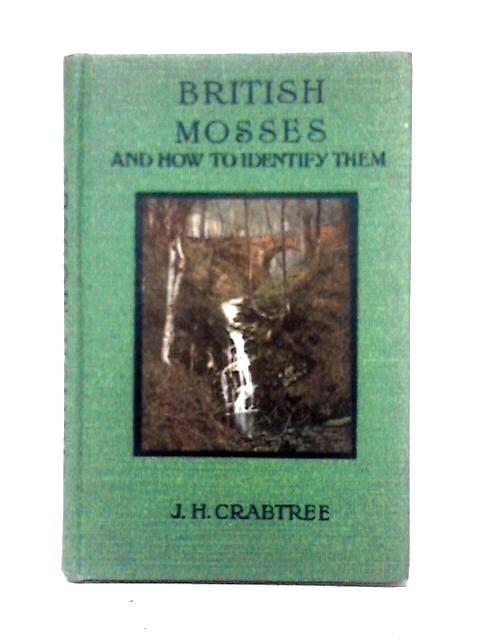 BRITISH
MOSSES
AND HOW TO IDENTIFY THEM
J. H. CRABTREE